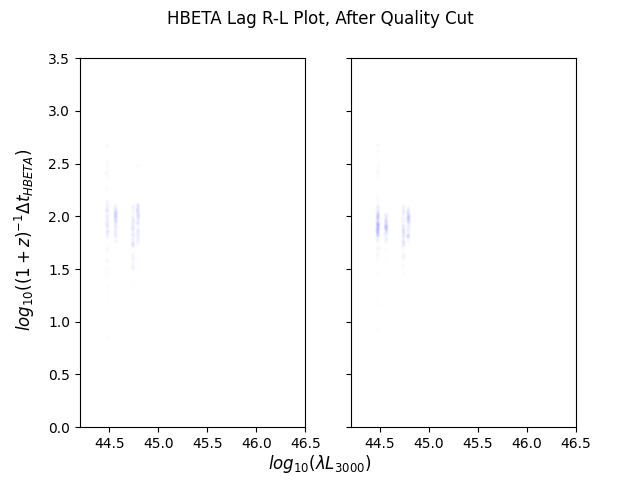 HBETA Lag R-L Plot, After Quality Cut
log₁₀((1 + z)⁻¹Δt_HBETA)
3.5
3.0
2.5
2.0
1.5
1.0
0.5
0.0
44.5 45.0 45.5 46.0 46.5 44.5 45.0 45.5 46.0 46.5
log₁₀(λL₃₀₀₀)